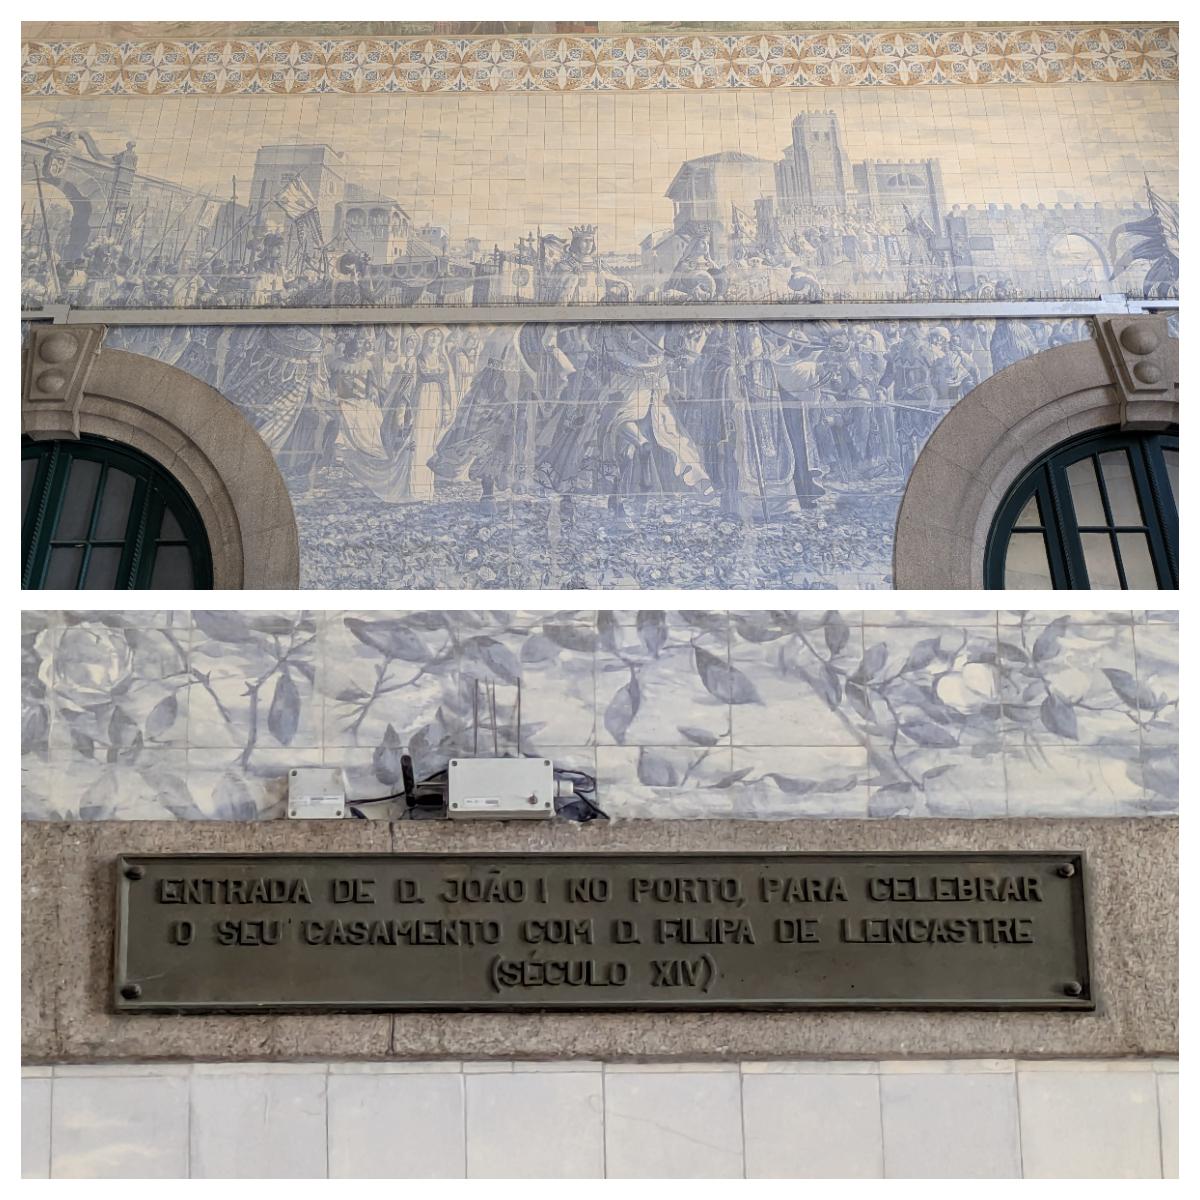 ENTRADA DE D. JOÃO I NO PORTO, PARA CELEBRAR
O SEU CASAMENTO COM D. FILIPA DE LENCASTRE
(SÉCULO XIV)